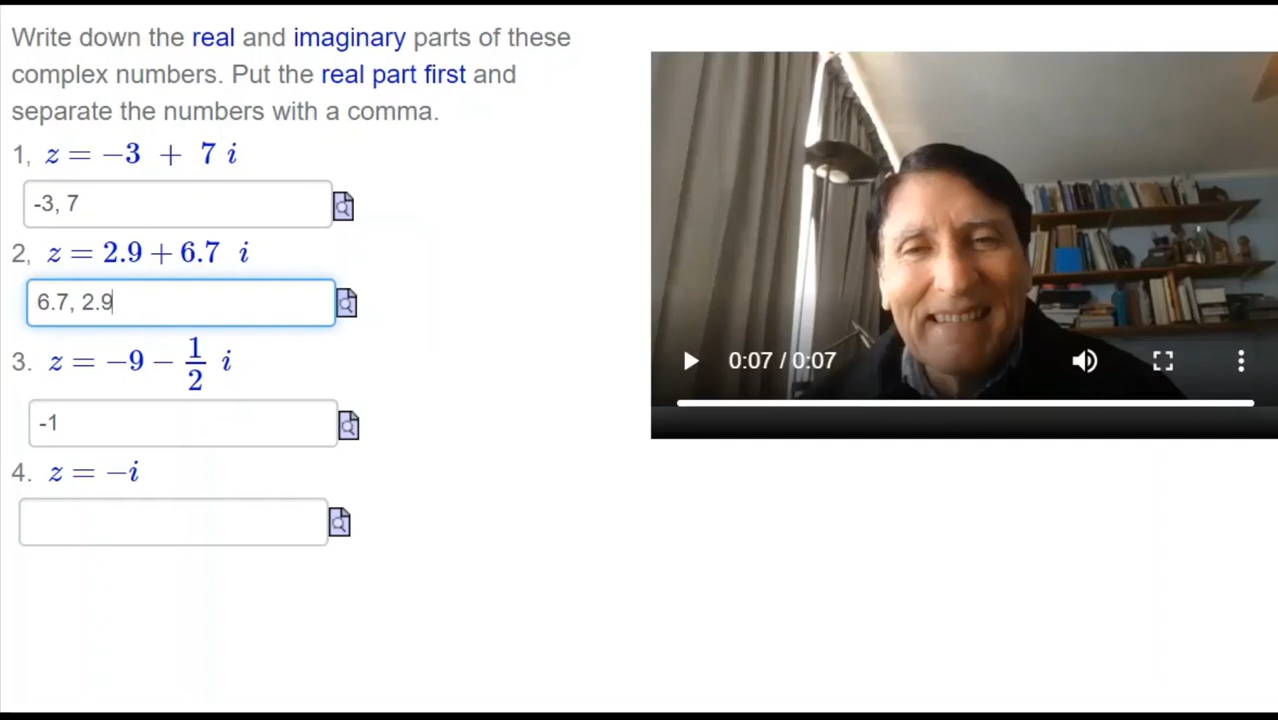 Write down the real and imaginary parts of these
complex numbers. Put the real part first and
separate the numbers with a comma.
1, z = −3 + 7 i
-3, 7
2, z = 2.9 + 6.7 i
6.7, 2.9
3. z = −9 − 1/2 i
-1
4. z = −i
0:07 / 0:07